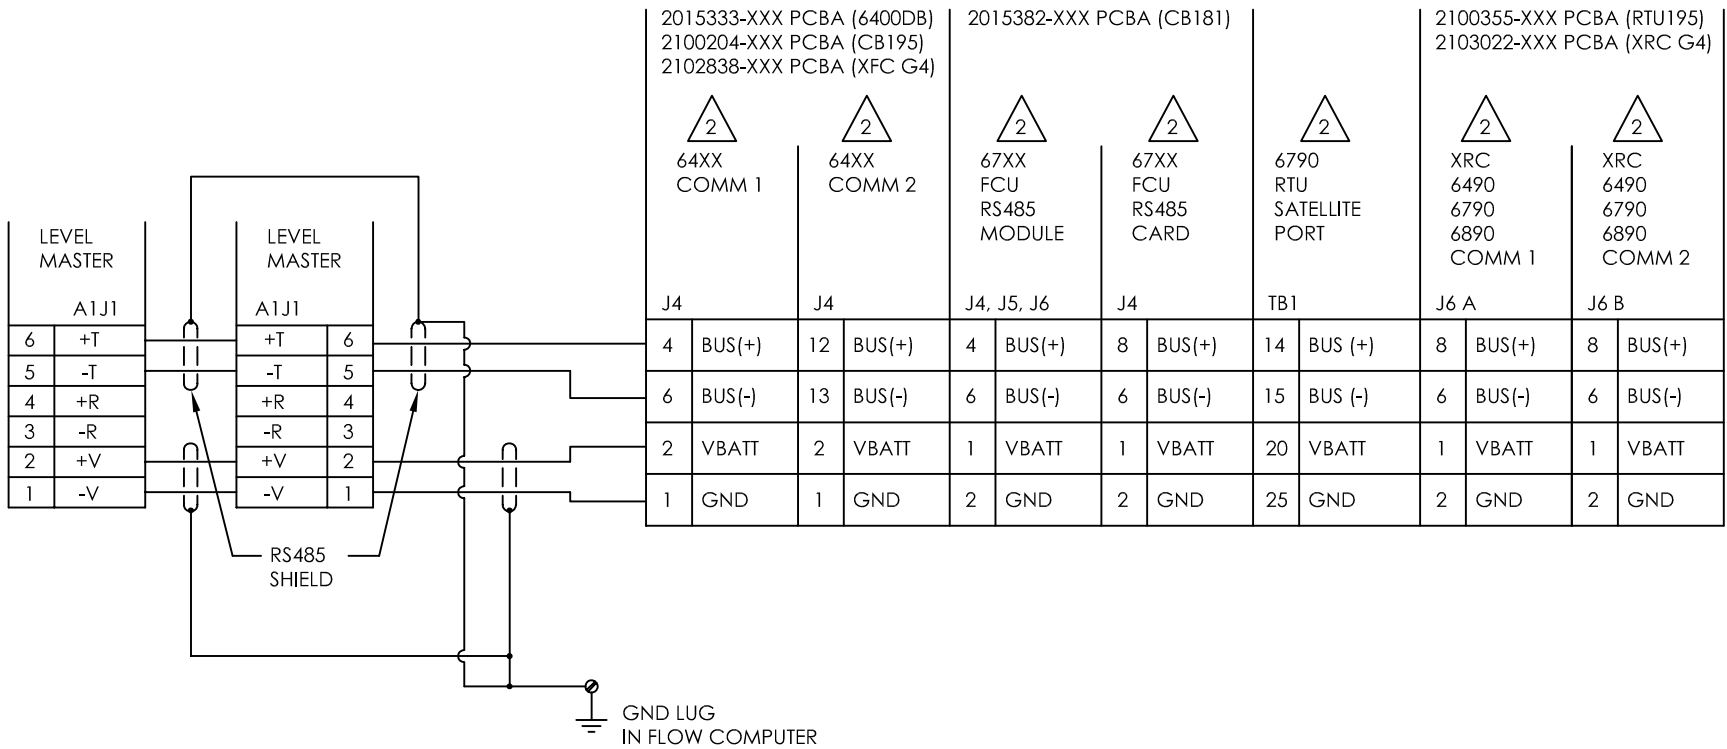 2015333-XXX PCBA (6400DB)
2100204-XXX PCBA (CB195)
2102838-XXX PCBA (XFC G4)
2015382-XXX PCBA (CB181)
2100355-XXX PCBA (RTU195)
2103022-XXX PCBA (XRC G4)
2 2 2 2 2 2 2
64XX
COMM 1
64XX
COMM 2
67XX
FCU
RS485
MODULE
67XX
FCU
RS485
CARD
6790
RTU
SATELLITE
PORT
XRC
6490
6790
6890
COMM 1
XRC
6490
6790
6890
COMM 2
J4 J4 J4, J5, J6 J4 TB1 J6 A J6 B
4 BUS(+) 12 BUS(+) 4 BUS(+) 8 BUS(+) 14 BUS (+) 8 BUS(+) 8 BUS(+)
6 BUS(-) 13 BUS(-) 6 BUS(-) 6 BUS(-) 15 BUS (-) 6 BUS(-) 6 BUS(-)
2 VBATT 2 VBATT 1 VBATT 1 VBATT 20 VBATT 1 VBATT 1 VBATT
1 GND 1 GND 2 GND 2 GND 25 GND 2 GND 2 GND
LEVEL
MASTER
A1J1
6 +T
5 -T
4 +R
3 -R
2 +V
1 -V
LEVEL
MASTER
A1J1
+T 6
-T 5
+R 4
-R 3
+V 2
-V 1
RS485
SHIELD
GND LUG
IN FLOW COMPUTER